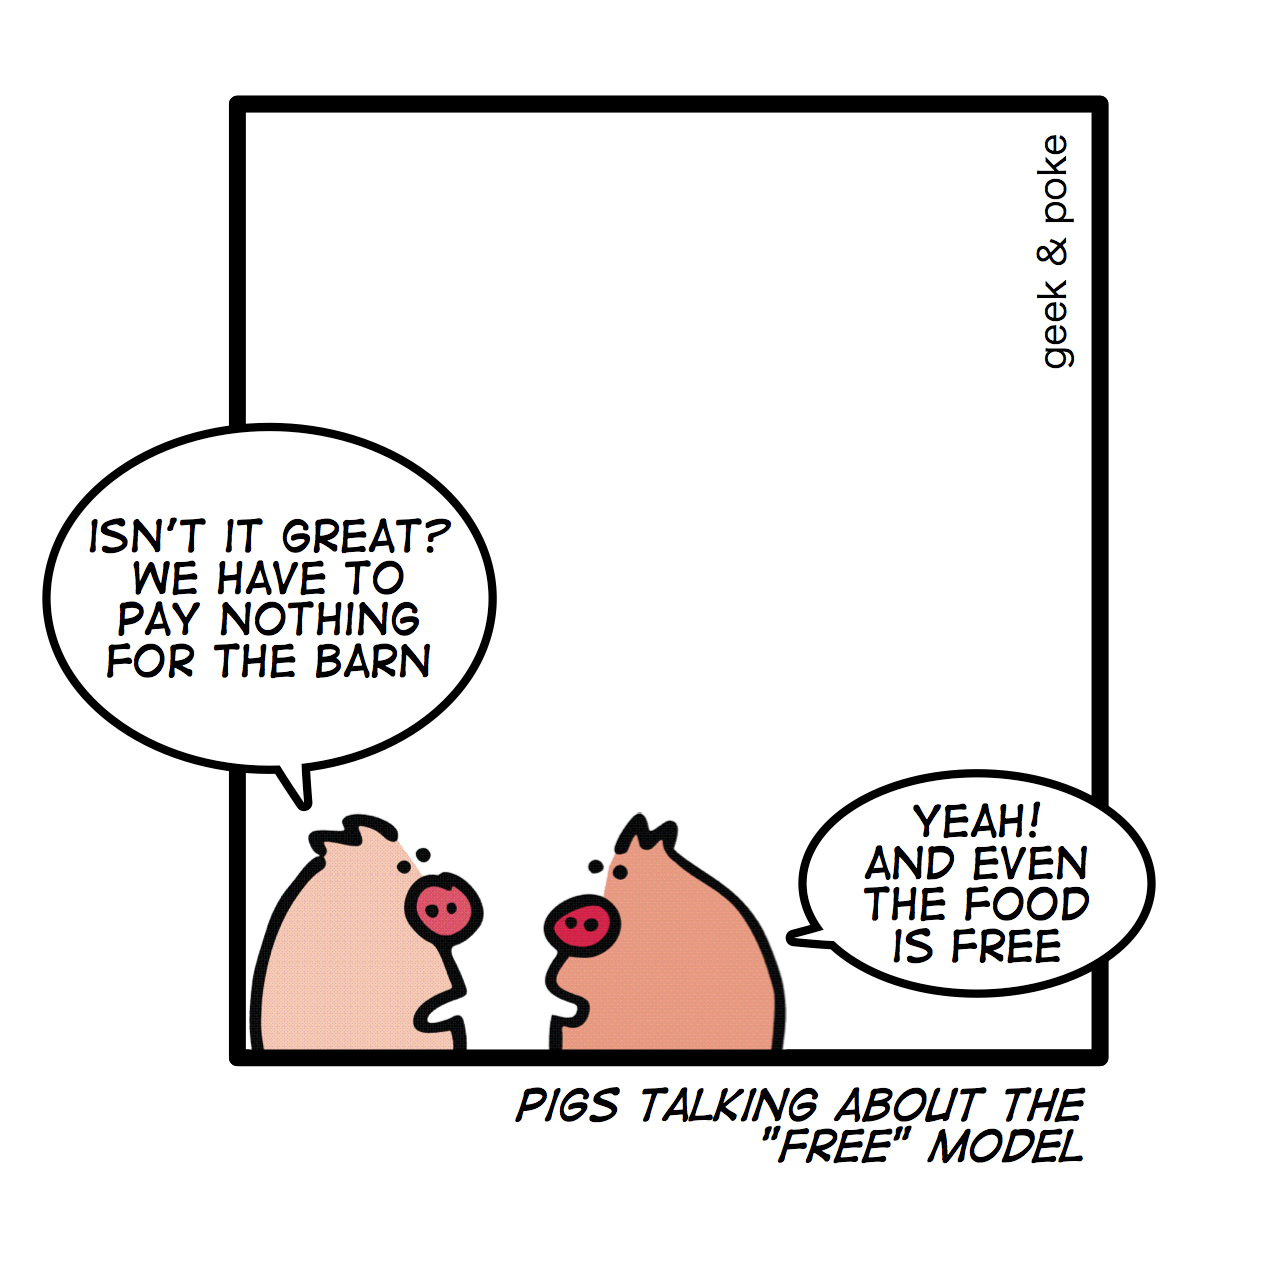 geek & poke
ISN'T IT GREAT?
WE HAVE TO
PAY NOTHING
FOR THE BARN
YEAH!
AND EVEN
THE FOOD
IS FREE
PIGS TALKING ABOUT THE
"FREE" MODEL